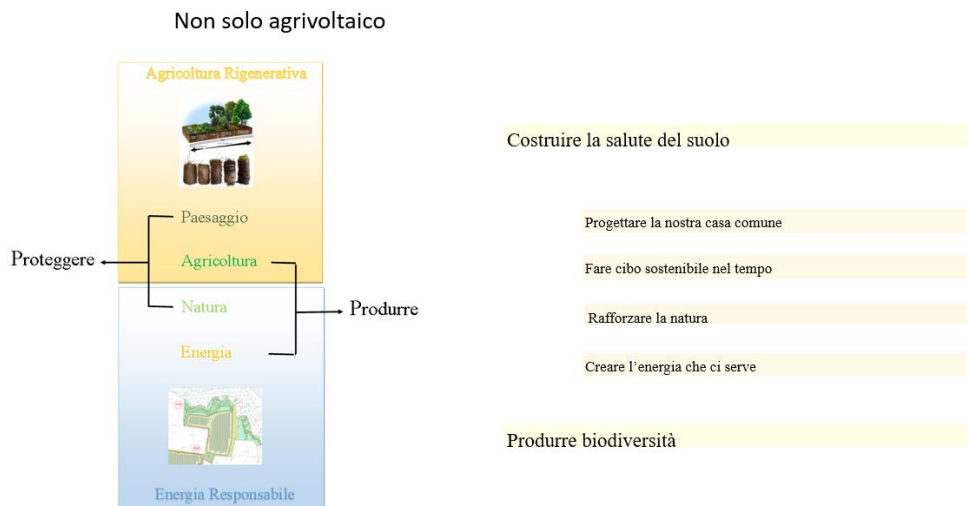 Non solo agrivoltaico
Agricoltura Rigenerativa
Costruire la salute del suolo
Paesaggio
Progettare la nostra casa comune
Proteggere
Agricoltura
Fare cibo sostenibile nel tempo
Natura
Produrre
Rafforzare la natura
Energia
Creare l’energia che ci serve
Produrre biodiversità
Energia Responsabile